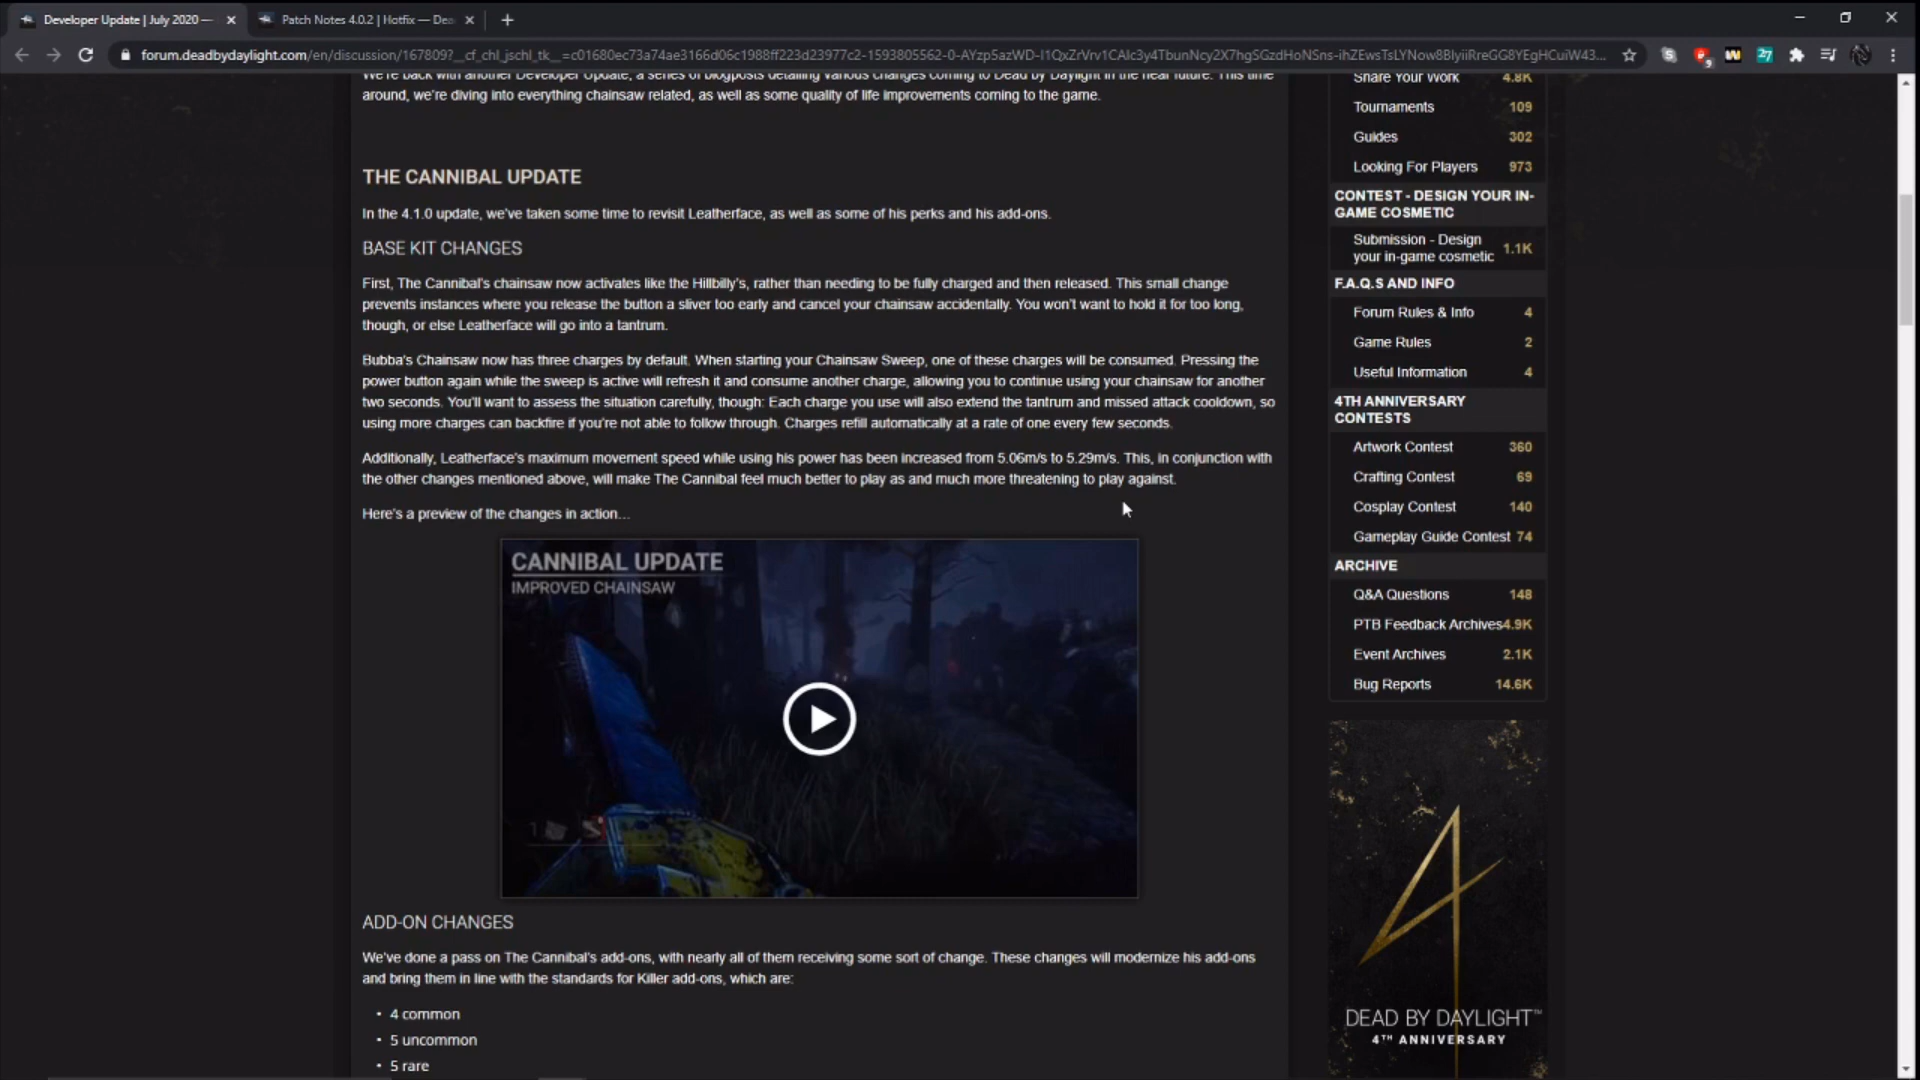 Developer Update | July 2020 —
Patch Notes 4.0.2 | Hotfix — Dea
forum.deadbydaylight.com/en/discussion/167809?__cf_chl_jschl_tk__=c01680ec73a74ae3166d06c1988ff223d23977c2-1593805562-0-
We're back with another Developer Update, a series of blogposts detailing various changes coming to Dead by Daylight in the near future. This time
around, we're diving into everything chainsaw related, as well as some quality of life improvements coming to the game.
THE CANNIBAL UPDATE
In the 4.1.0 update, we've taken some time to revisit Leatherface, as well as some of his perks and his add-ons.
BASE KIT CHANGES
First, The Cannibal's chainsaw now activates like the Hillbilly's, rather than needing to be fully charged and then released. This small change
prevents instances where you release the button a sliver too early and cancel your chainsaw accidentally. You won't want to hold it for too long,
though, or else Leatherface will go into a tantrum.
Bubba's Chainsaw now has three charges by default. When starting your Chainsaw Sweep, one of these charges will be consumed. Pressing the
power button again while the sweep is active will refresh it and consume another charge, allowing you to continue using your chainsaw for another
two seconds. You'll want to assess the situation carefully, though: Each charge you use will also extend the tantrum and missed attack cooldown, so
using more charges can backfire if you're not able to follow through. Charges refill automatically at a rate of one every few seconds.
Additionally, Leatherface's maximum movement speed while using his power has been increased from 5.06m/s to 5.29m/s. This, in conjunction with
the other changes mentioned above, will make The Cannibal feel much better to play as and much more threatening to play against.
Here's a preview of the changes in action...
CANNIBAL UPDATE
IMPROVED CHAINSAW
ADD-ON CHANGES
We've done a pass on The Cannibal's add-ons, with nearly all of them receiving some sort of change. These changes will modernize his add-ons
and bring them in line with the standards for Killer add-ons, which are:
• 4 common
• 5 uncommon
• 5 rare
Share Your Work 4.8K
Tournaments 109
Guides 302
Looking For Players 973
CONTEST - DESIGN YOUR IN-
GAME COSMETIC
Submission - Design
your in-game cosmetic 1.1K
F.A.Q.S AND INFO
Forum Rules & Info 4
Game Rules 2
Useful Information 4
4TH ANNIVERSARY
CONTESTS
Artwork Contest 360
Crafting Contest 69
Cosplay Contest 140
Gameplay Guide Contest 74
ARCHIVE
Q&A Questions 148
PTB Feedback Archives 4.9K
Event Archives 2.1K
Bug Reports 14.6K
DEAD BY DAYLIGHT™
4TH ANNIVERSARY